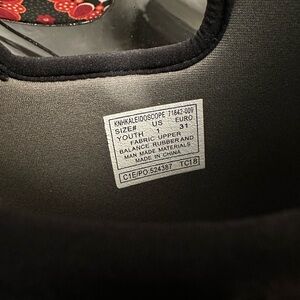 KNHKALEIDOSCOPE 71842-009
SIZE# US EURO
YOUTH 1 31
FABRIC UPPER
BALANCE RUBBER AND
MAN MADE MATERIALS
MADE IN CHINA
C1E/PO:524387 TC18